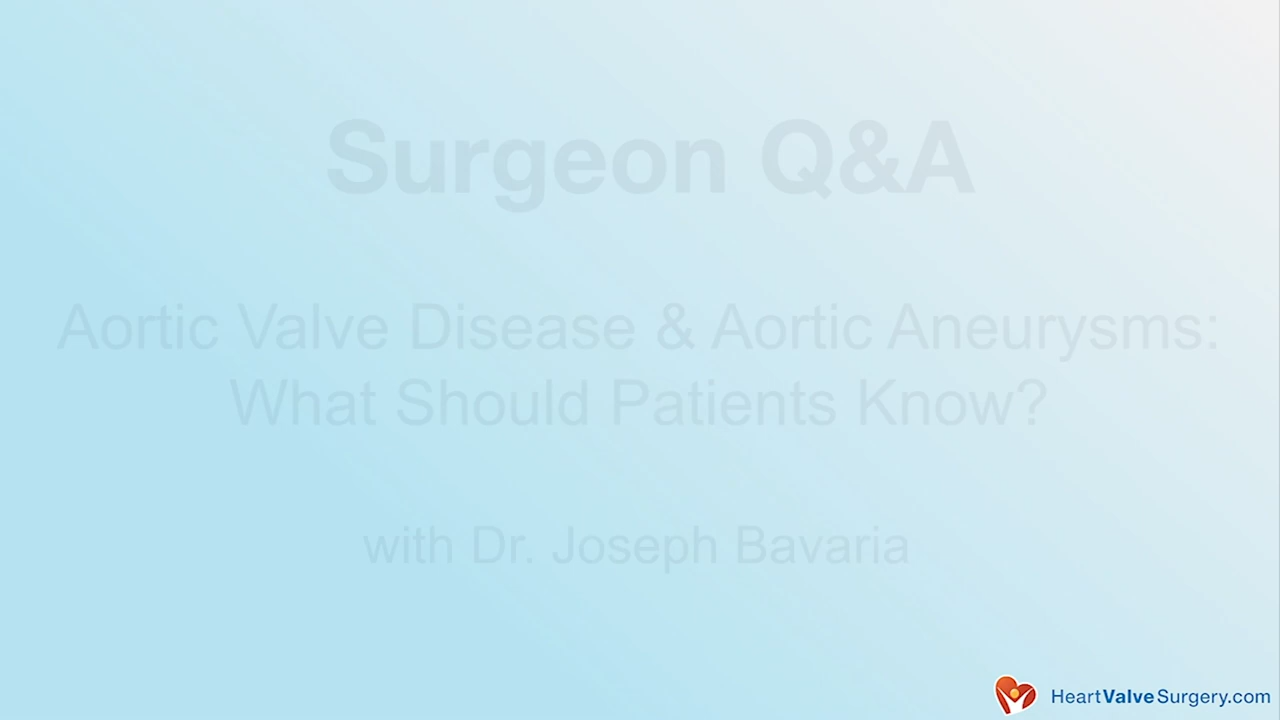 Surgeon Q&A
Aortic Valve Disease & Aortic Aneurysms:
What Should Patients Know?
with Dr. Joseph Bavaria
HeartValveSurgery.com